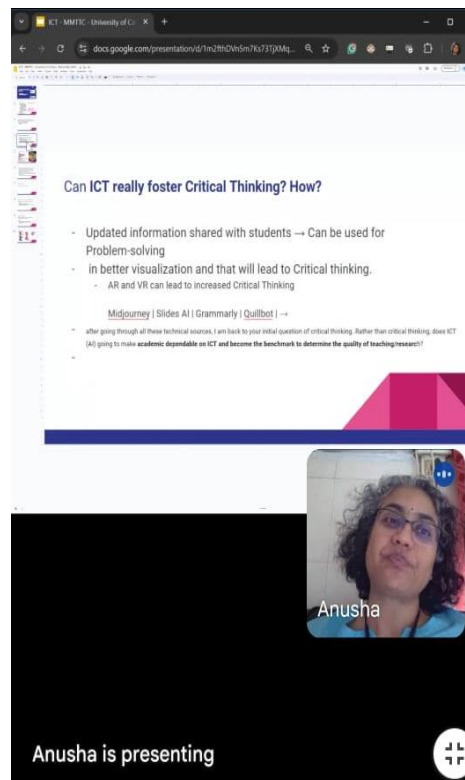 ICT - MMTTC - University of Ca
docs.google.com/presentation/d/1m2fthDVn5m7Ks73TjXMq...
Can ICT really foster Critical Thinking? How?
- Updated information shared with students → Can be used for
Problem-solving
- in better visualization and that will lead to Critical thinking.
- AR and VR can lead to increased Critical Thinking
Midjourney | Slides AI | Grammarly | Quillbot | →
- after going through all these technical sources, I am back to your initial question of critical thinking. Rather than critical thinking, does ICT
(AI) going to make academic dependable on ICT and become the benchmark to determine the quality of teaching/research?
-
Anusha
Anusha is presenting